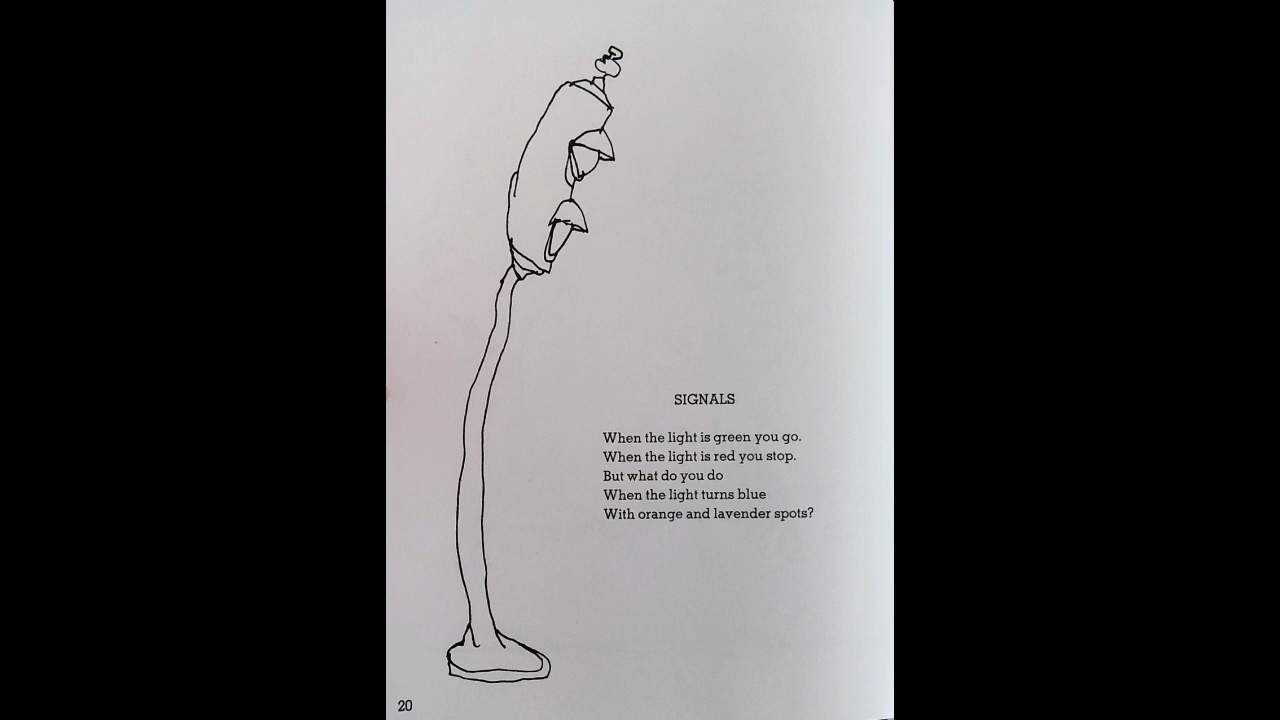 SIGNALS
When the light is green you go.
When the light is red you stop.
But what do you do
When the light turns blue
With orange and lavender spots?
20